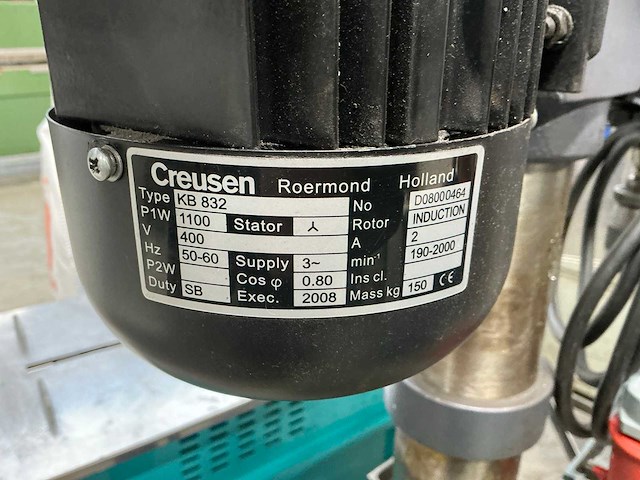 Creusen Roermond Holland
Type KB 832 No D08000464
P1W 1100 Stator ⅄ Rotor INDUCTION
V 400 A 2
Hz 50-60 Supply 3~ min⁻¹ 190-2000
P2W Cos φ 0.80 Ins cl.
Duty SB Exec. 2008 Mass kg 150 CE